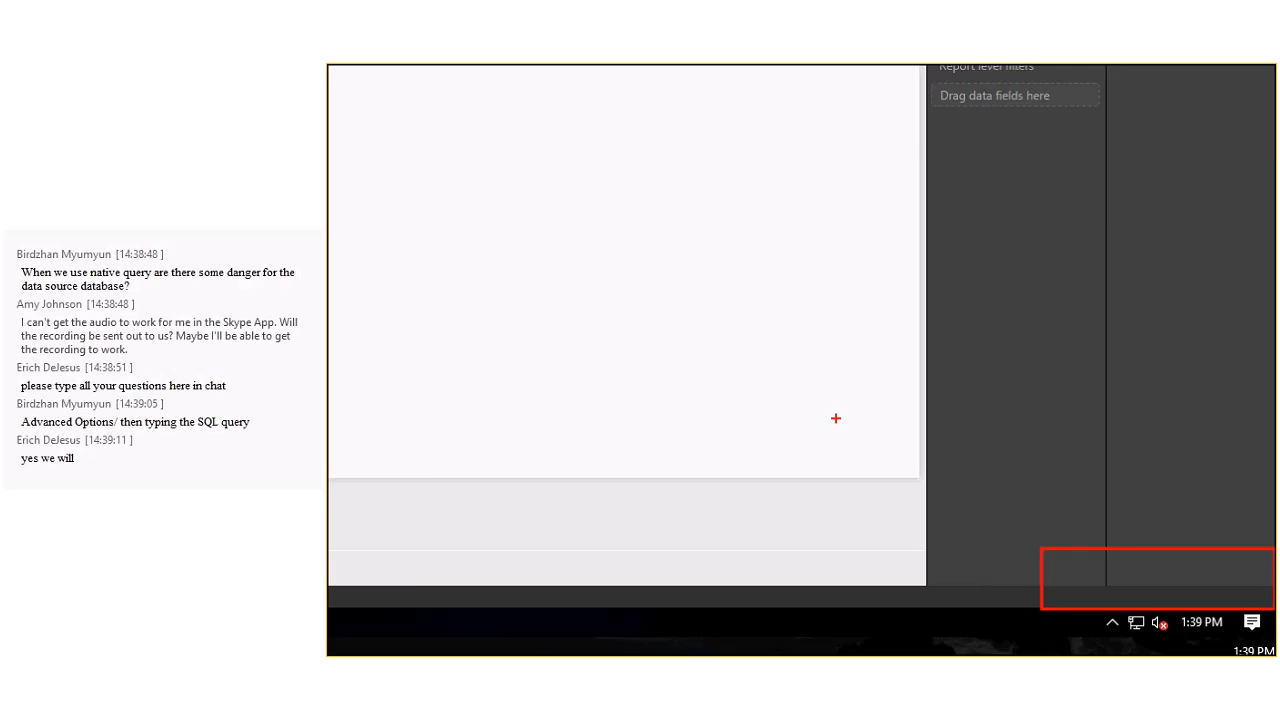 Birdzhan Myumyun [14:38:48 ]
When we use native query are there some danger for the
data source database?
Amy Johnson [14:38:48 ]
I can't get the audio to work for me in the Skype App. Will
the recording be sent out to us? Maybe I'll be able to get
the recording to work.
Erich DeJesus [14:38:51 ]
please type all your questions here in chat
Birdzhan Myumyun [14:39:05 ]
Advanced Options/ then typing the SQL query
Erich DeJesus [14:39:11 ]
yes we will
Report level filters
Drag data fields here
1:39 PM
1:39 PM